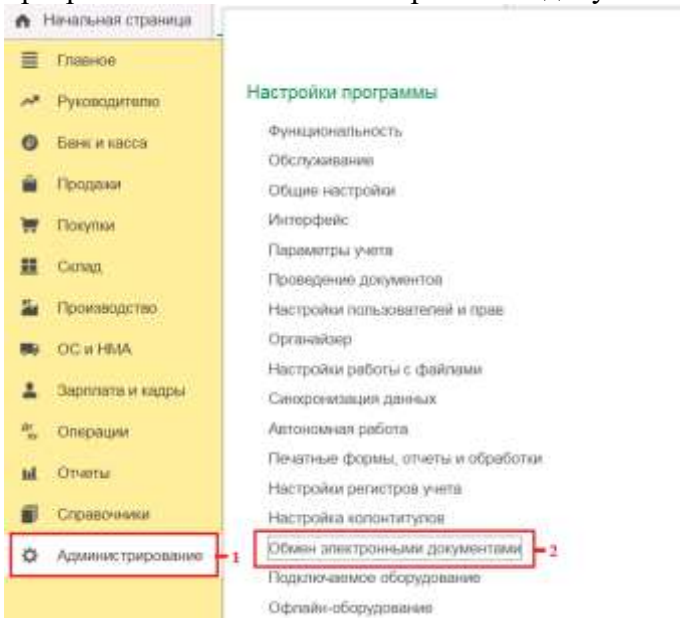 Начальная страница
Главное
Руководителю
Банк и касса
Продажи
Покупки
Склад
Производство
ОС и НМА
Зарплата и кадры
Операции
Отчеты
Справочники
Администрирование
1
Настройки программы
Функциональность
Обслуживание
Общие настройки
Интерфейс
Параметры учета
Проведение документов
Настройки пользователей и прав
Органайзер
Настройки работы с файлами
Синхронизация данных
Автономная работа
Печатные формы, отчеты и обработки
Настройки регистров учета
Настройка колонтитулов
Обмен электронными документами
2
Подключаемое оборудование
Офлайн-оборудование